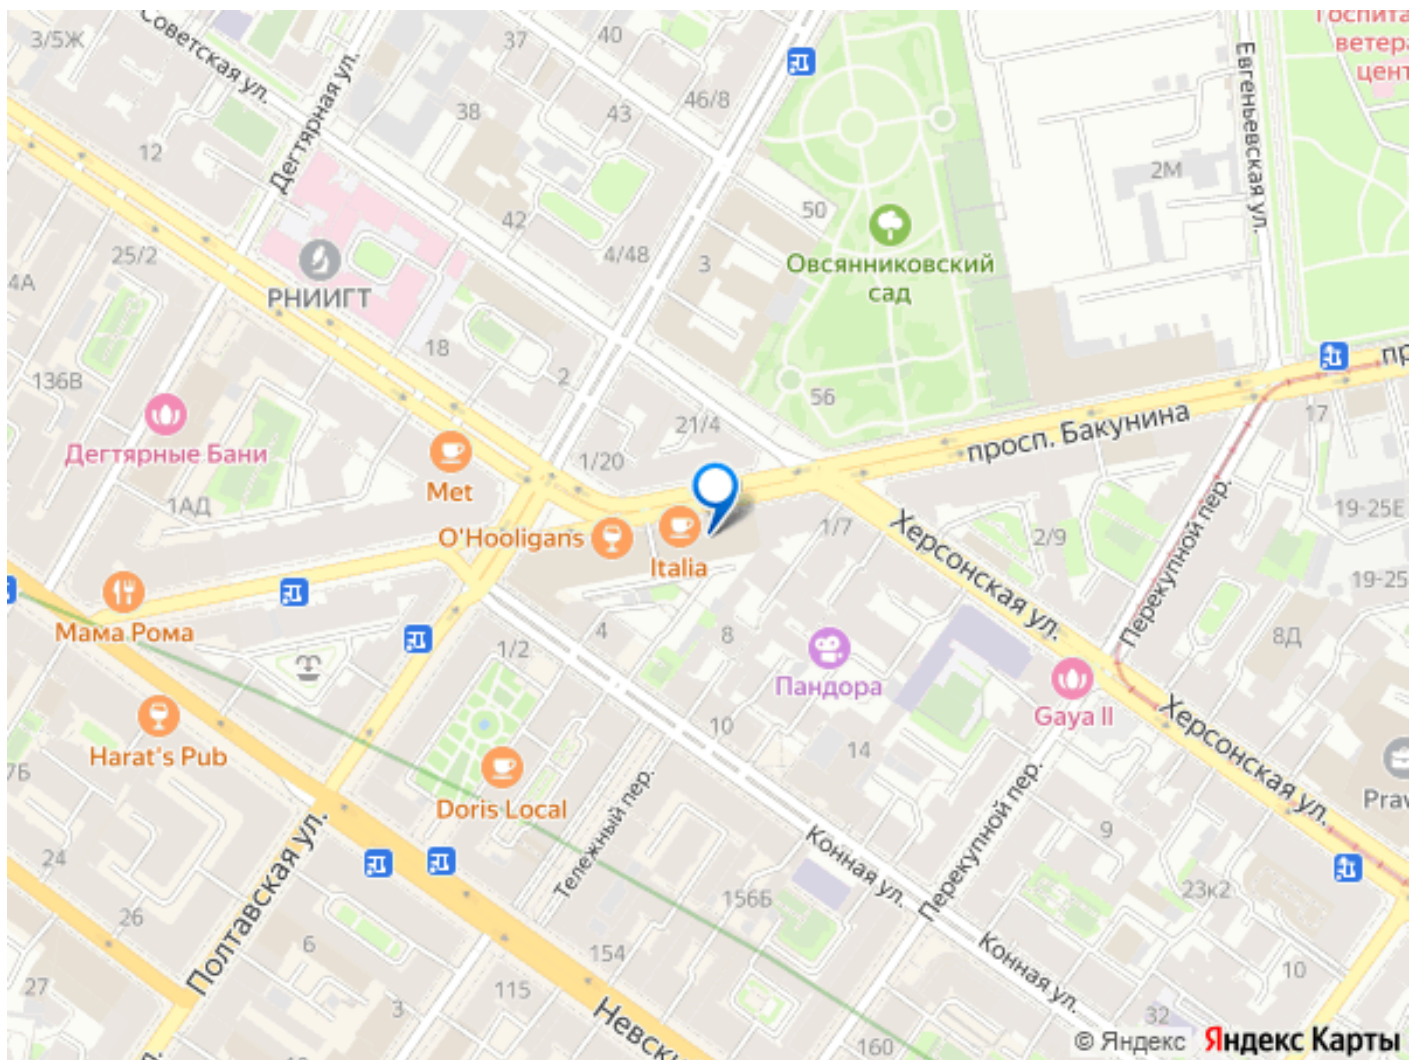 3/5Ж
Советская ул.
37
40
Госпита
ветера
цент
38
43
46/8
Дегтярная ул.
Евгеньевская ул.
12
2М
42
50
25/2
4/48
3
Овсянниковский
сад
4А
РНИИГТ
18
2
136В
56
17
просп. Бакунина
21/4
Дегтярные Бани
1/20
Met
1АД
O'Hooligans
Italia
1/7
2/9
19-25Е
19-25
Херсонская ул.
Перекупной пер.
Мама Рома
4
1/2
8
8Д
Пандора
Gaya II
10
14
Harat's Pub
7Б
Doris Local
Херсонская ул.
Prav
Тележный пер.
Конная ул.
Перекупной пер.
9
24
Полтавская ул.
26
156Б
23к2
6
154
Конная ул.
10
27
3
115
Невск
32
160
© Яндекс Яндекс Карты